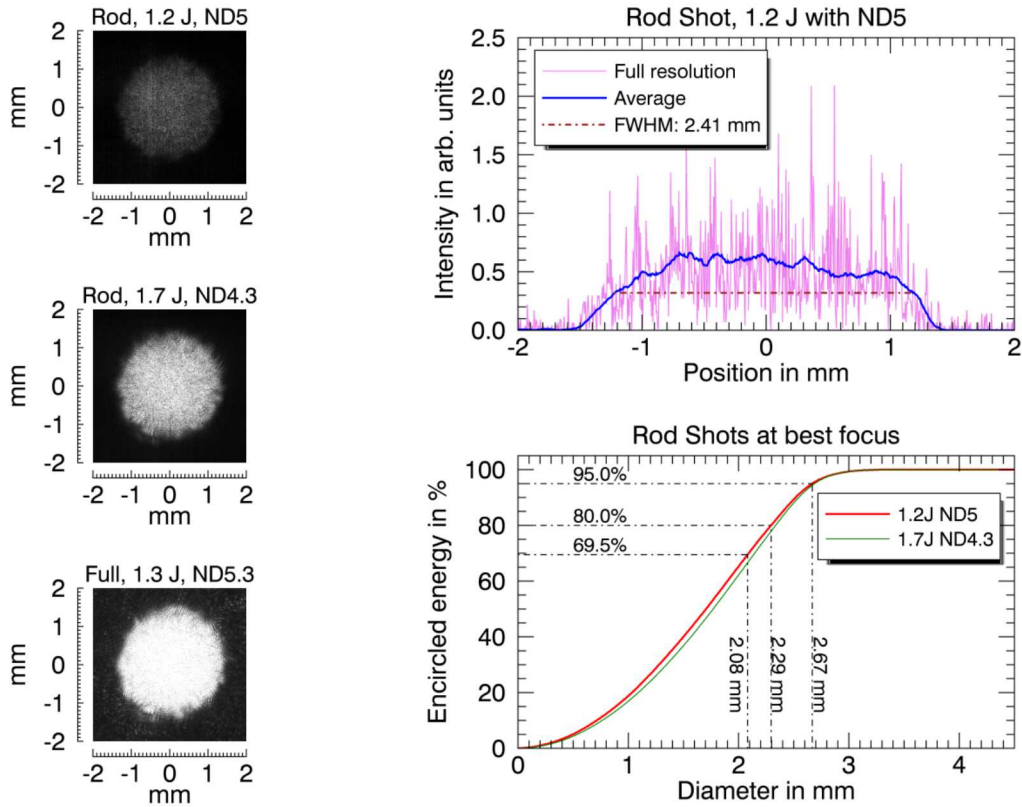 Rod, 1.2 J, ND5
2
1
0
-1
-2
mm
-2 -1 0 1 2
mm
Rod, 1.7 J, ND4.3
2
1
0
-1
-2
mm
-2 -1 0 1 2
mm
Full, 1.3 J, ND5.3
2
1
0
-1
-2
mm
-2 -1 0 1 2
mm
Rod Shot, 1.2 J with ND5
2.5
2.0
1.5
1.0
0.5
0.0
Intensity in arb. units
Full resolution
Average
FWHM: 2.41 mm
-2 -1 0 1 2
Position in mm
Rod Shots at best focus
100
80
60
40
20
0
Encircled energy in %
95.0%
80.0%
69.5%
1.2J ND5
1.7J ND4.3
2.08 mm
2.29 mm
2.67 mm
0 1 2 3 4
Diameter in mm